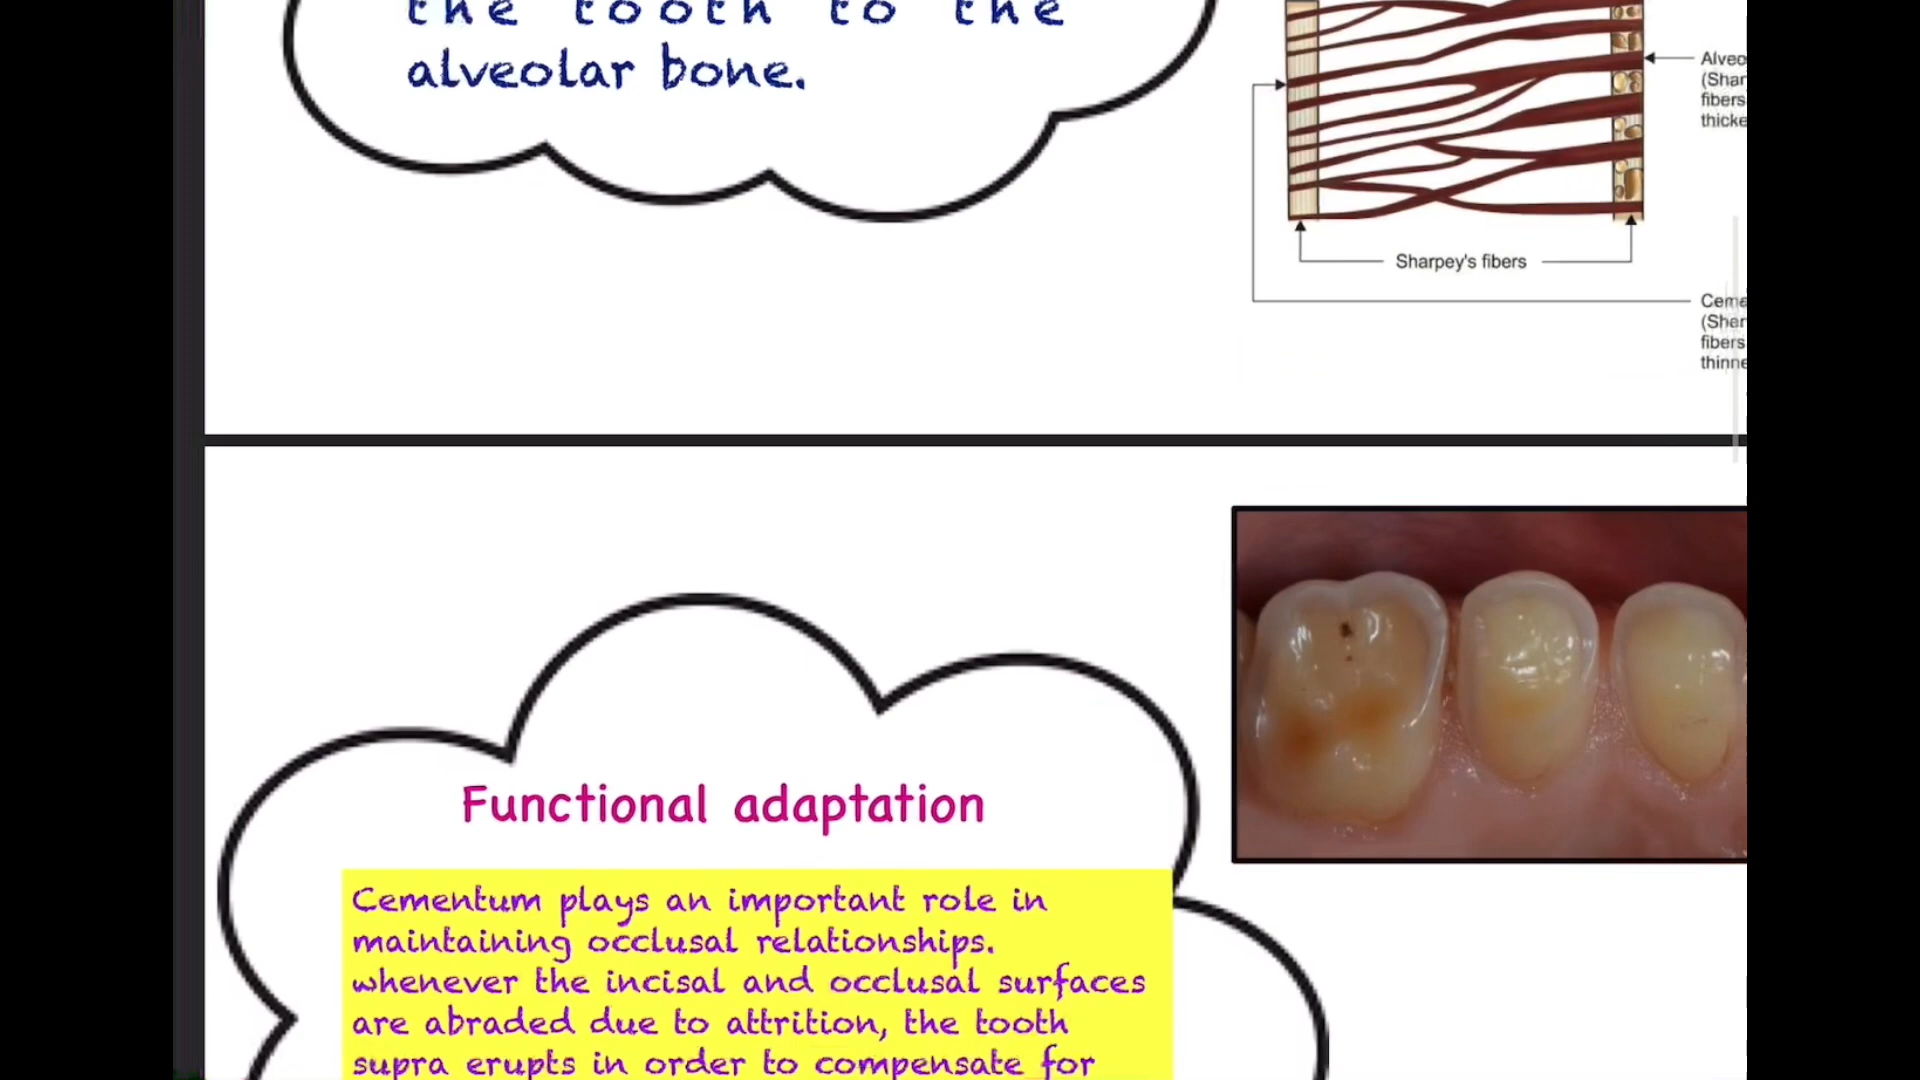 the tooth to the
alveolar bone.
Alveo
(Shar
fibers
thicke
Sharpey's fibers
Ceme
(Shar
fibers
thinne
Functional adaptation
Cementum plays an important role in
maintaining occlusal relationships.
whenever the incisal and occlusal surfaces
are abraded due to attrition, the tooth
supra erupts in order to compensate for